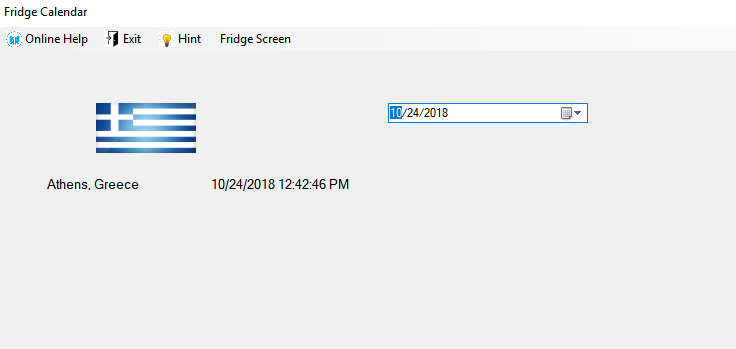 Fridge Calendar
Online Help Exit Hint Fridge Screen
10/24/2018
Athens, Greece 10/24/2018 12:42:46 PM